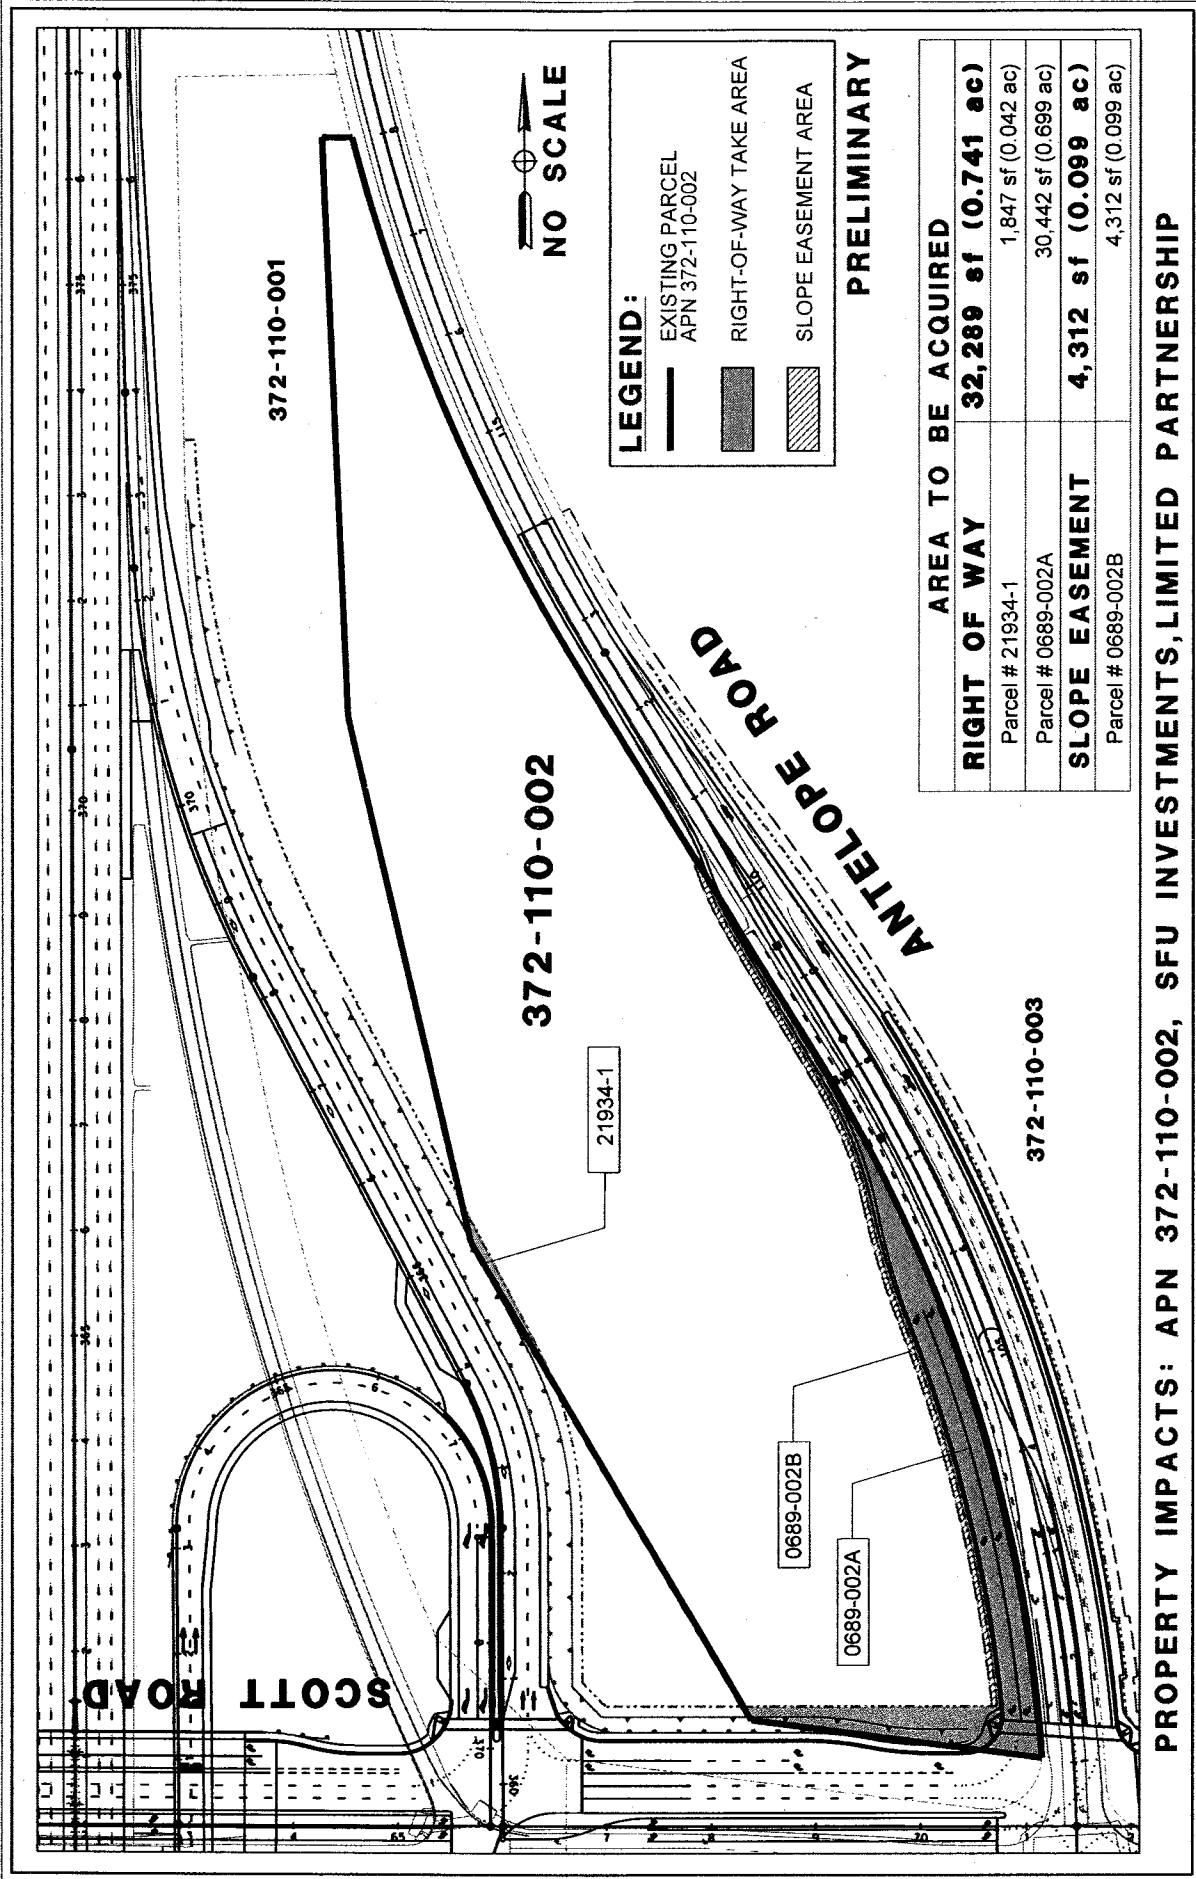 372-110-001
NO SCALE
LEGEND:
EXISTING PARCEL
APN 372-110-002
RIGHT-OF-WAY TAKE AREA
SLOPE EASEMENT AREA
PRELIMINARY
372-110-002
21934-1
ANTELOPE ROAD
372-110-003
0689-002B
0689-002A
SCOTT ROAD
AREA TO BE ACQUIRED
RIGHT OF WAY 32,289 sf (0.741 ac)
Parcel # 21934-1 1,847 sf (0.042 ac)
Parcel # 0689-002A 30,442 sf (0.699 ac)
SLOPE EASEMENT 4,312 sf (0.099 ac)
Parcel # 0689-002B 4,312 sf (0.099 ac)
PROPERTY IMPACTS: APN 372-110-002, SFU INVESTMENTS, LIMITED PARTNERSHIP